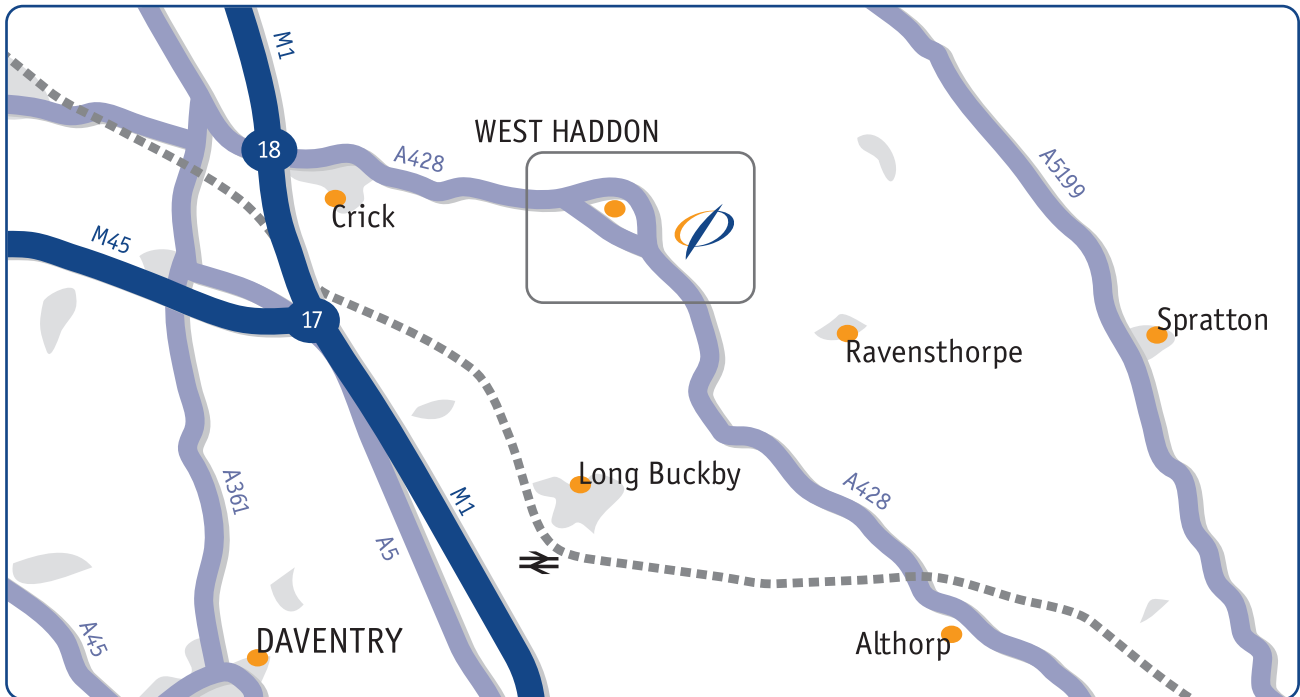 M1
WEST HADDON
18
A428
A5199
Crick
M45
17
Spratton
Ravensthorpe
Long Buckby
A428
A361
M1
A5
A45
DAVENTRY
Althorp